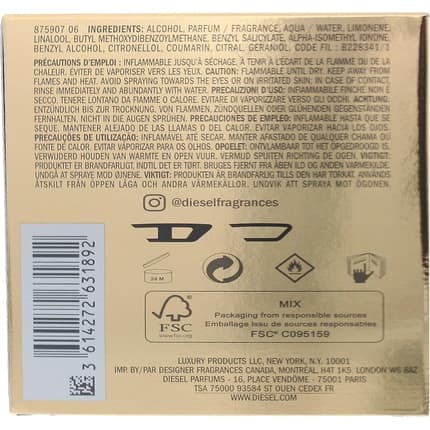 875907 06 INGREDIENTS: ALCOHOL, PARFUM / FRAGRANCE, AQUA / WATER, LIMONENE,
LINALOOL, BUTYL METHOXYDIBENZOYLMETHANE, BENZYL SALICYLATE, ALPHA-ISOMETHYL IONONE,
BENZYL ALCOHOL, CITRONELLOL, COUMARIN, CITRAL, GERANIOL. CODE FIL : B228341/1
PRÉCAUTIONS D'EMPLOI : INFLAMMABLE JUSQU'À SÉCHAGE, À TENIR À L'ÉCART DE LA FLAMME OU DE LA
CHALEUR. ÉVITER DE VAPORISER VERS LES YEUX. CAUTION: FLAMMABLE UNTIL DRY. KEEP AWAY FROM
FLAMES AND HEAT. AVOID SPRAYING TOWARDS THE EYES OR ON IRRITATED SKIN; IN CASE OF CONTACT,
RINSE IMMEDIATELY AND ABUNDANTLY WITH WATER. PRECAUZIONI D'USO: INFIAMMABILE FINCHÉ NON È
SECCO. TENERE LONTANO DA FIAMME O CALORE. EVITARE DI VAPORIZZARE VERSO GLI OCCHI. ACHTUNG:
ENTZÜNDLICH BIS ZUR TROCKNUNG. VON FLAMMEN, ZÜNDQUELLEN ODER GLÜHENDEN GEGENSTÄNDEN
FERNHALTEN, NICHT IN DIE AUGEN SPRÜHEN. PRECAUCIONES DE EMPLEO: INFLAMABLE HASTA QUE SE
SEQUE. MANTENER ALEJADO DE LAS LLAMAS O DEL CALOR. EVITAR VAPORIZAR HACIA LOS OJOS.
PRECAUÇÕES DE UTILIZAÇÃO: INFLAMÁVEL ATÉ SECAR. MANTER AFASTADO DE QUALQUER CHAMA OU
FONTE DE CALOR. EVITAR VAPORIZAR PARA OS OLHOS. OPGELET: ONTVLAMBAAR TOT HET OPGEDROOGD IS.
VERWIJDERD HOUDEN VAN WARMTE EN OPEN VUUR. VERMIJD SPUITEN RICHTING DE OGEN. VIGTIGT:
PRODUKTET ER BRANDFARLIGT, INDTIL DET ER TØRT. BRUGES FJERNT FRA ÅBEN ILD OG ANDEN VARMEKILDE.
UNDGÅ AT SPRAYE MOD ØJNENE. VIKTIGT: PRODUKTEN ÄR BRANDFARLIG TILLS DEN HAR TORKAT. ANVÄNDS
ÅTSKILT FRÅN ÖPPEN LÅGA OCH ANDRA VÄRMEKÄLLOR. UNDVIK ATT SPRAYA MOT ÖGONEN.
@dieselfragrances
24 M
3 614272 631892
FSC
www.fsc.org
MIX
Packaging from responsible sources
Emballage issu de sources responsables
FSC® C095159
LUXURY PRODUCTS LLC, NEW YORK, N.Y. 10001
IMP. BY/PAR DESIGNER FRAGRANCES CANADA, MONTRÉAL, H4T 1K5. LONDON W6 8AZ
DIESEL PARFUMS - 16, PLACE VENDÔME - 75001 PARIS
TSA 75000 93584 ST OUEN CEDEX FR
WWW.DIESEL.COM